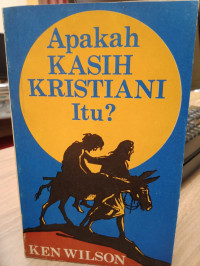 Apakah
KASIH
KRISTIANI
Itu?
KEN WILSON